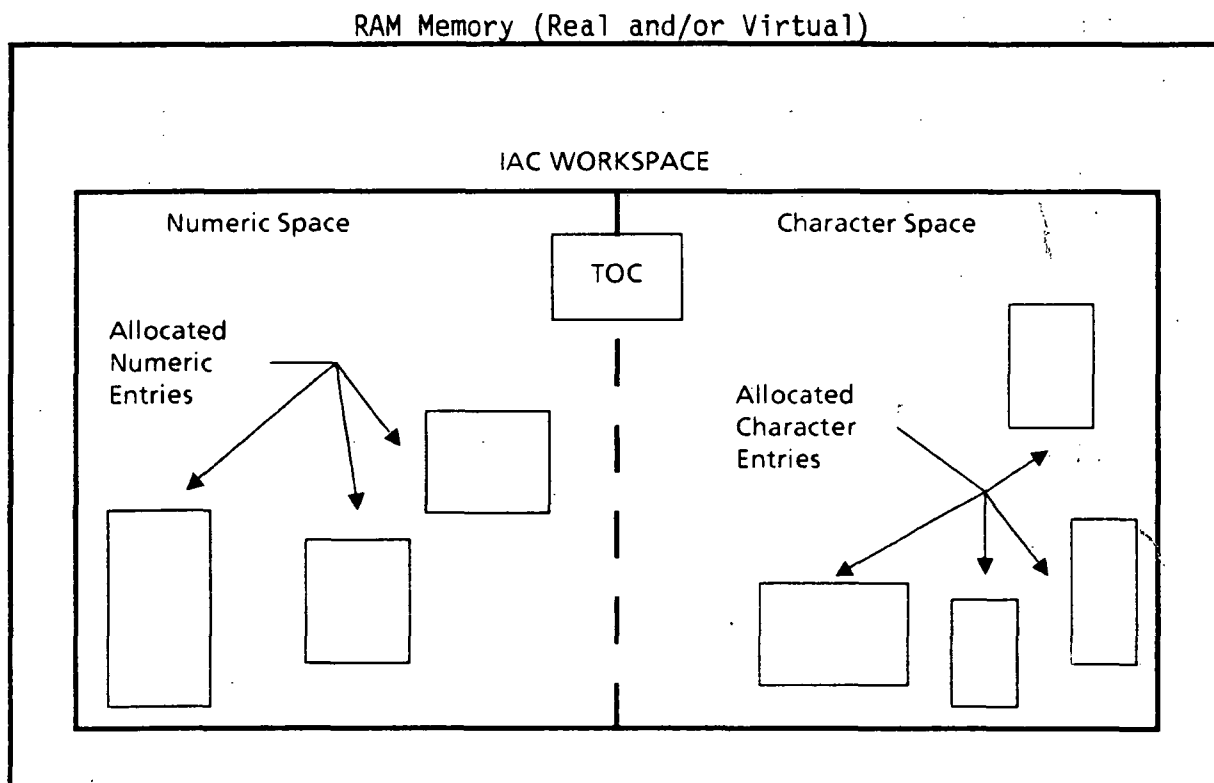 RAM Memory (Real and/or Virtual)
IAC WORKSPACE
Numeric Space
Character Space
TOC
Allocated
Numeric
Entries
Allocated
Character
Entries